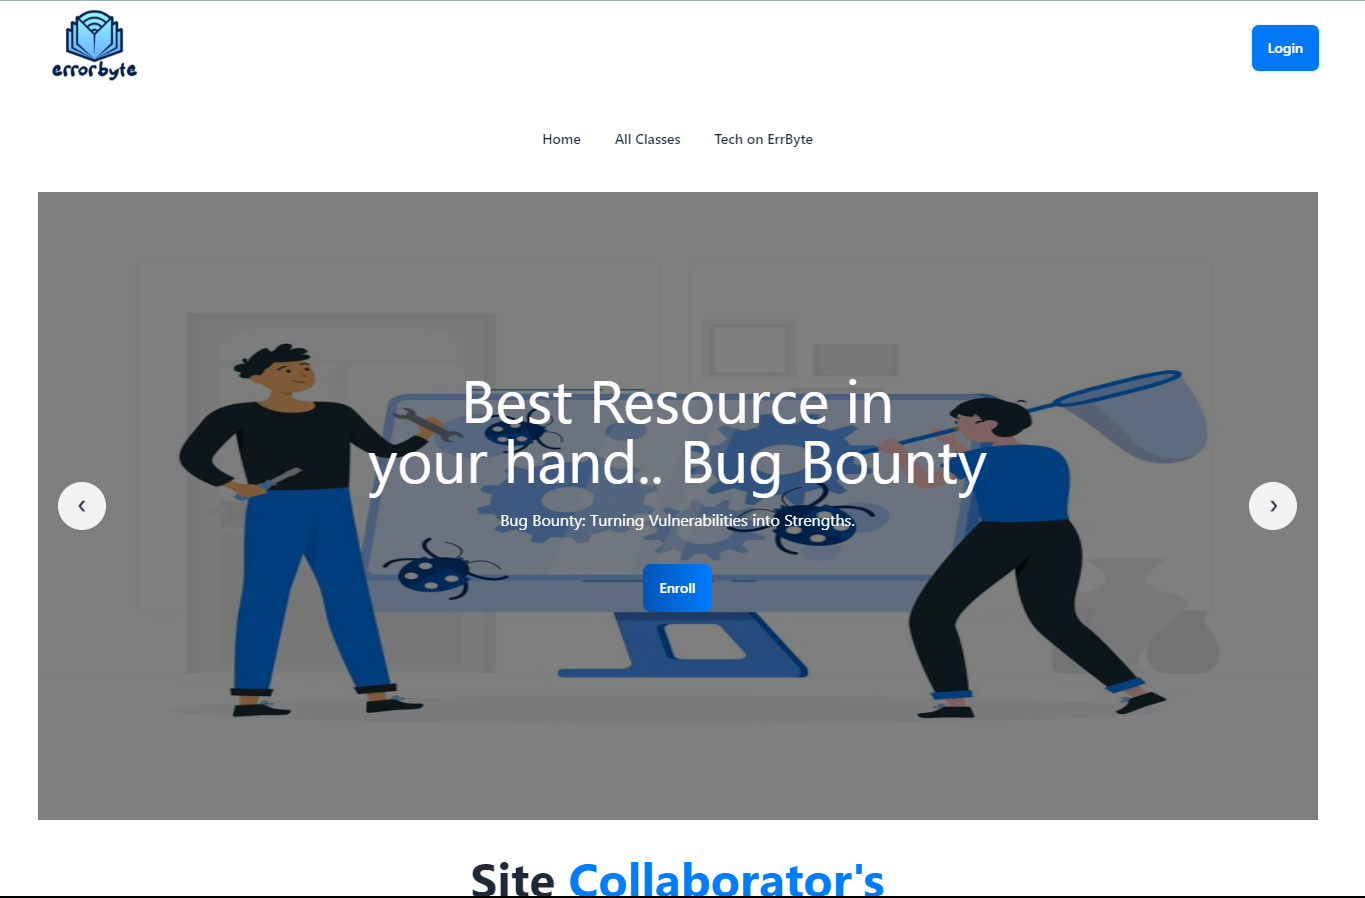 errorbyte
Login
Home
All Classes
Tech on ErrByte
Best Resource in
your hand.. Bug Bounty
Bug Bounty: Turning Vulnerabilities into Strengths.
Enroll
Site Collaborator's